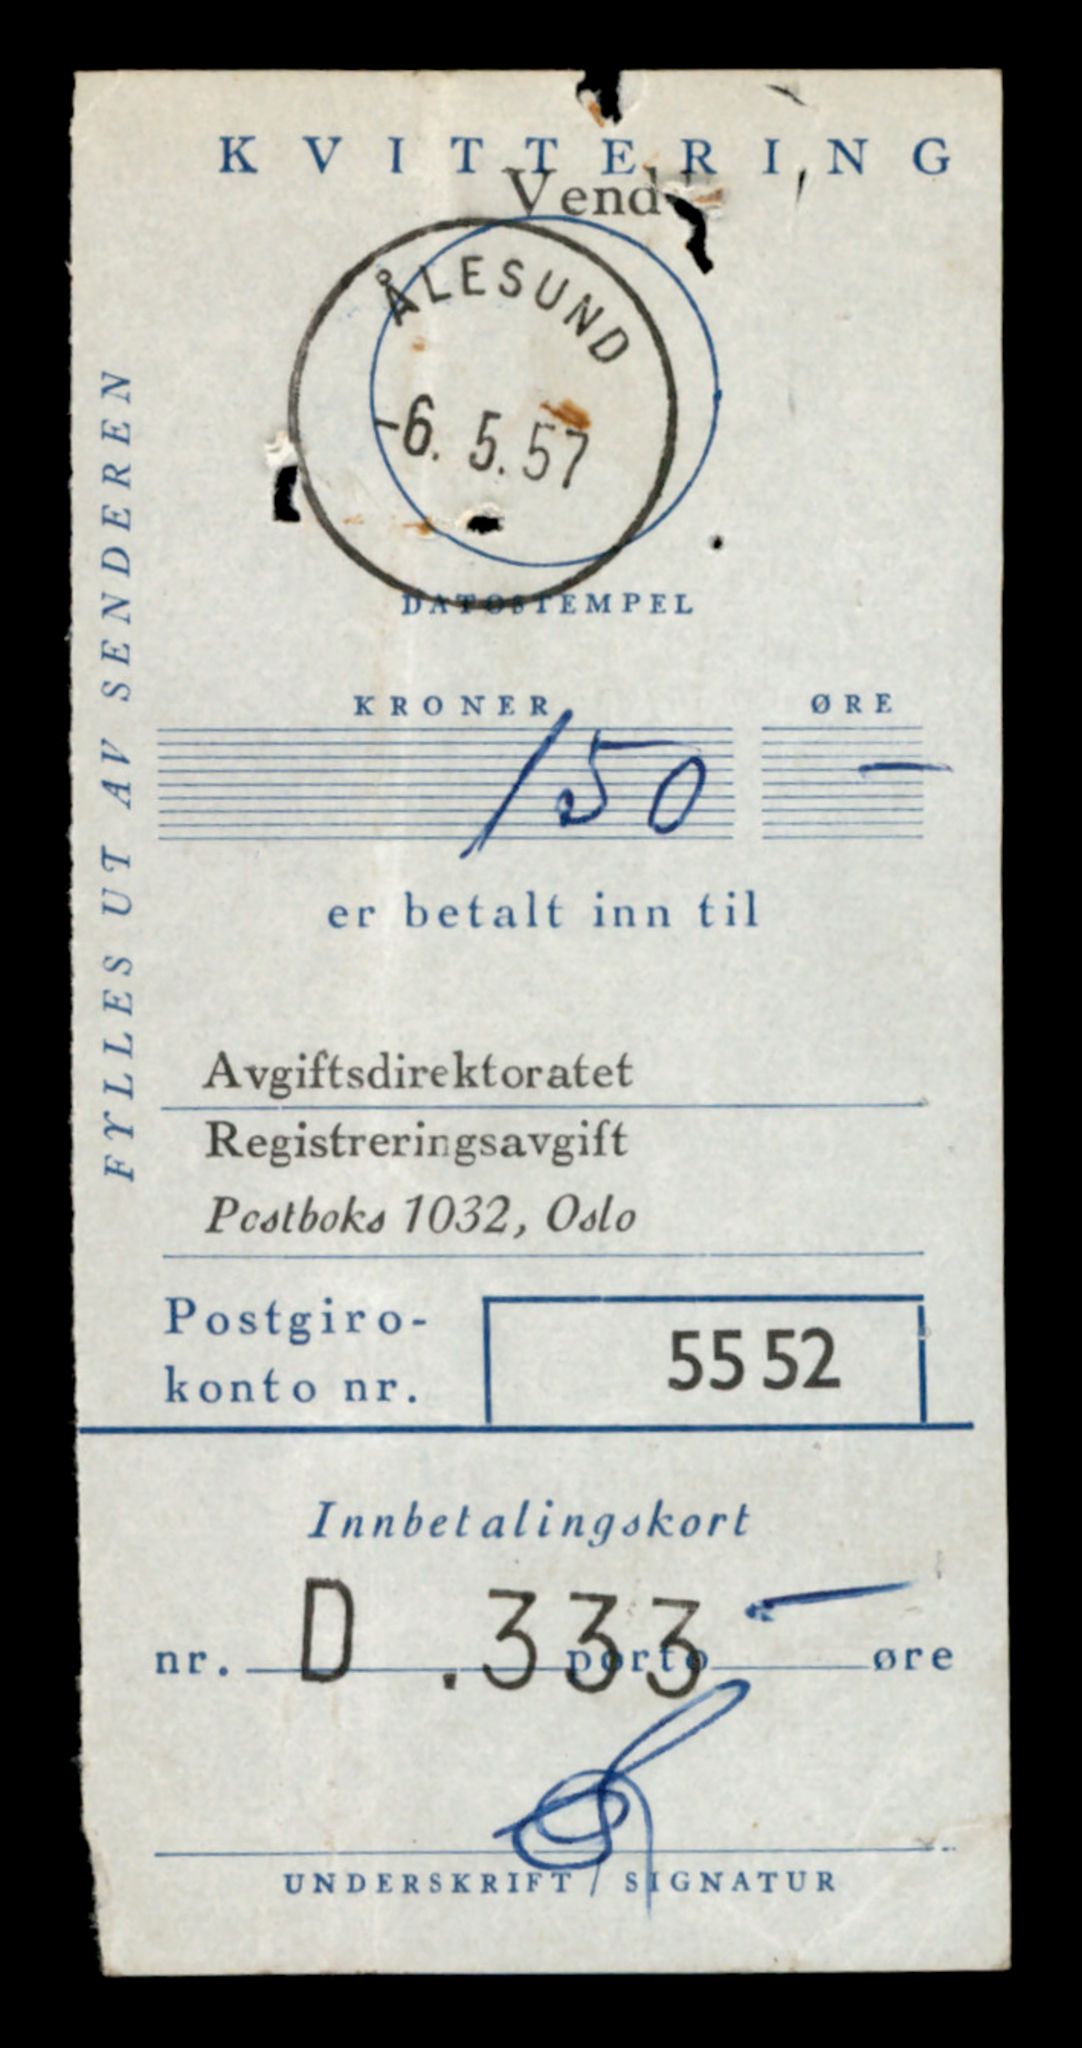 KVITTERING
Vend
ÅLESUND
-6. 5. 57
DATOSTEMPEL
KRONER ØRE
150 —
er betalt inn til
Avgiftsdirektoratet
Registreringsavgift
Postboks 1032, Oslo
Postgiro-
konto nr. 5552
Innbetalingskort
nr. D .333 porto — øre
UNDERSKRIFT / SIGNATUR
FYLLES UT AV SENDEREN